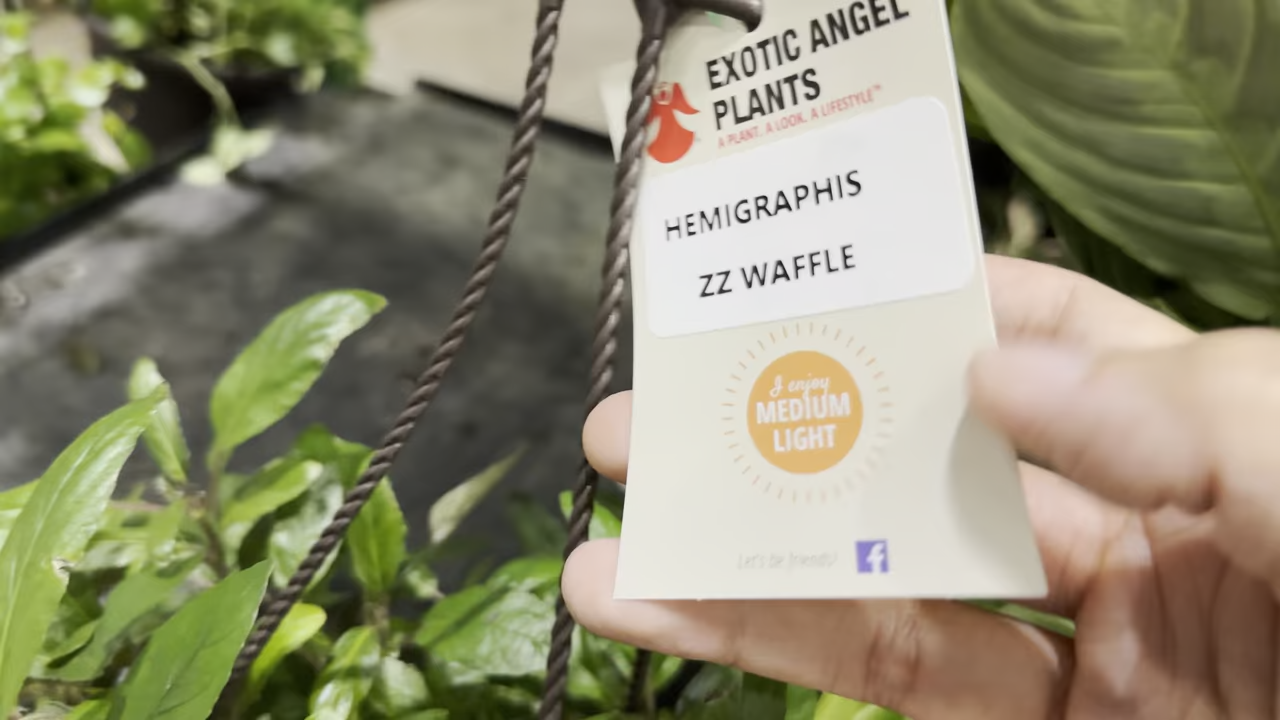 EXOTIC ANGEL
PLANTS
A PLANT. A LOOK. A LIFESTYLE™
HEMIGRAPHIS
ZZ WAFFLE
I enjoy
MEDIUM
LIGHT
Let's be friends! f